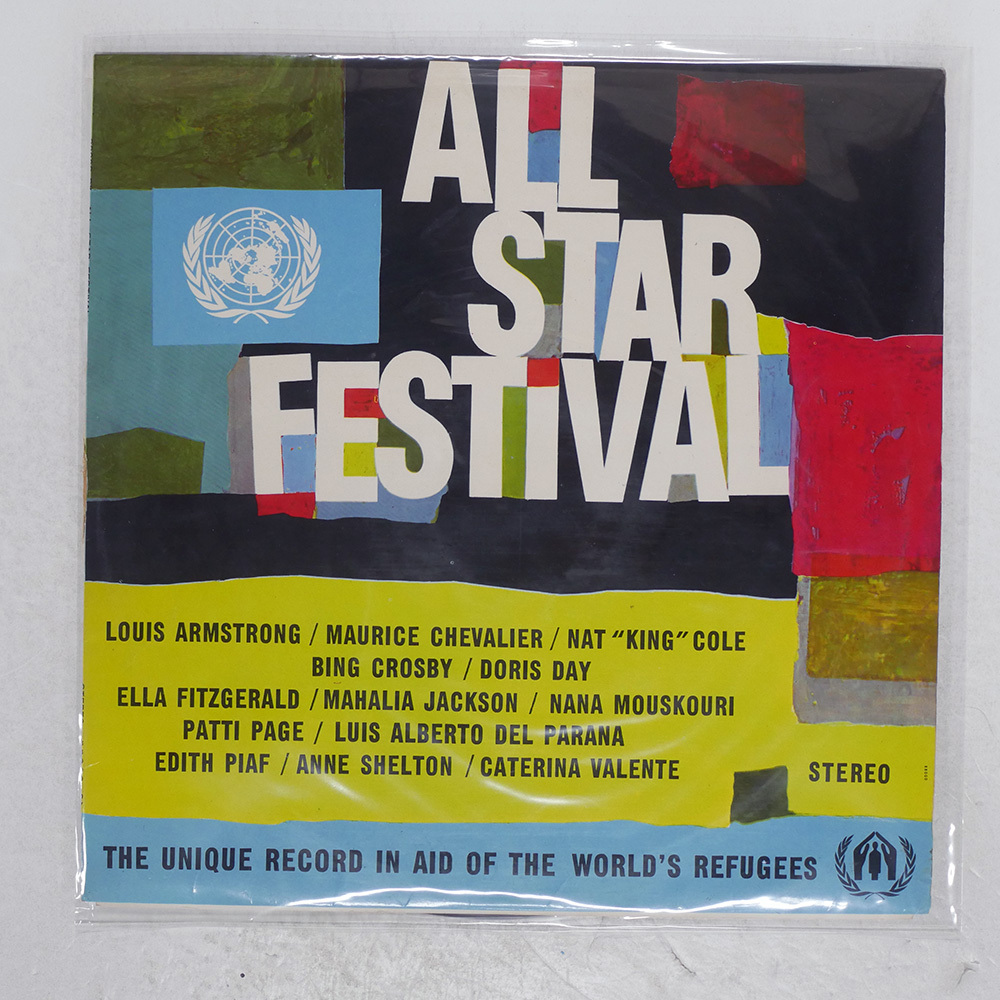 ALL
STAR
FESTIVAL
LOUIS ARMSTRONG / MAURICE CHEVALIER / NAT "KING" COLE
BING CROSBY / DORIS DAY
ELLA FITZGERALD / MAHALIA JACKSON / NANA MOUSKOURI
PATTI PAGE / LUIS ALBERTO DEL PARANA
EDITH PIAF / ANNE SHELTON / CATERINA VALENTE
STEREO
THE UNIQUE RECORD IN AID OF THE WORLD'S REFUGEES